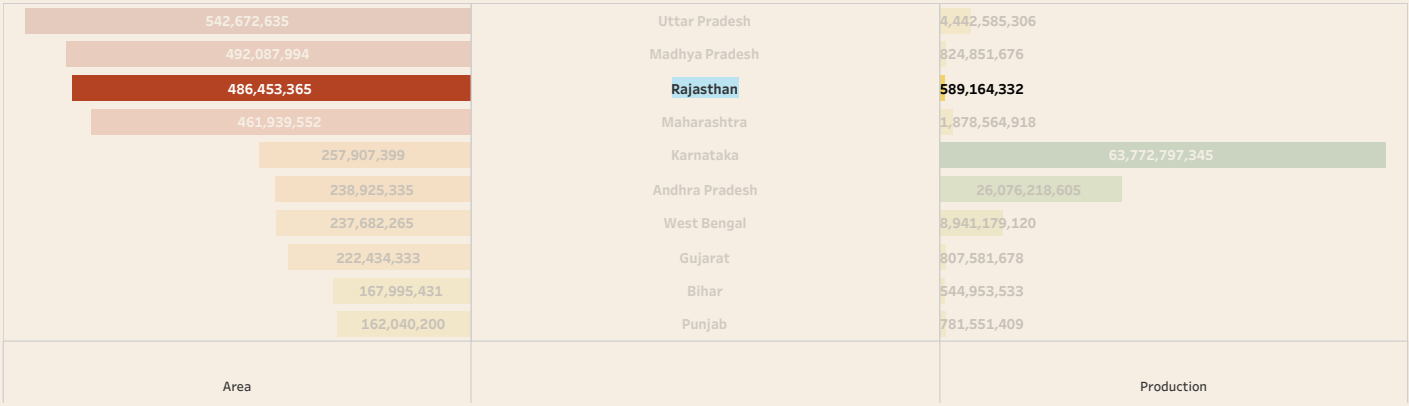 542,672,635 Uttar Pradesh 4,442,585,306
492,087,994 Madhya Pradesh 824,851,676
486,453,365 Rajasthan 589,164,332
461,939,552 Maharashtra 1,878,564,918
257,907,399 Karnataka 63,772,797,345
238,925,335 Andhra Pradesh 26,076,218,605
237,682,265 West Bengal 8,941,179,120
222,434,333 Gujarat 807,581,678
167,995,431 Bihar 544,953,533
162,040,200 Punjab 781,551,409
Area Production